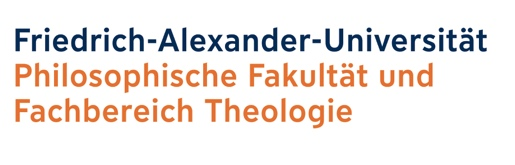 Friedrich-Alexander-Universität
Philosophische Fakultät und
Fachbereich Theologie